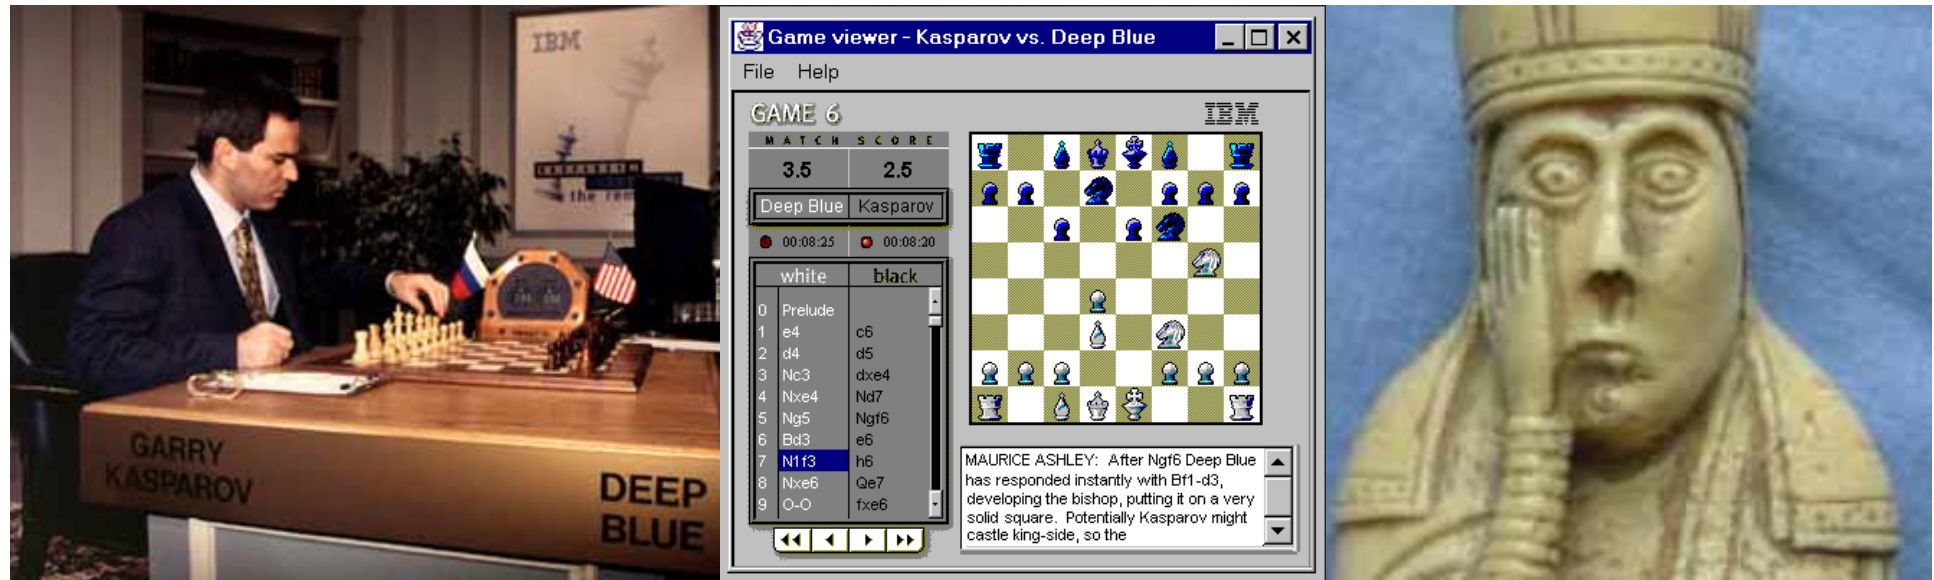 IBM
KASPAROV
the rem
GARRY
KASPAROV
DEEP
BLUE
Game viewer - Kasparov vs. Deep Blue
File Help
GAME 6
IBM
MATCH SCORE
3.5 2.5
Deep Blue Kasparov
00:08:25 00:08:20
white black
0 Prelude
1 e4 c6
2 d4 d5
3 Nc3 dxe4
4 Nxe4 Nd7
5 Ng5 Ngf6
6 Bd3 e6
7 N1f3 h6
8 Nxe6 Qe7
9 O-O fxe6
MAURICE ASHLEY: After Ngf6 Deep Blue
has responded instantly with Bf1-d3,
developing the bishop, putting it on a very
solid square. Potentially Kasparov might
castle king-side, so the